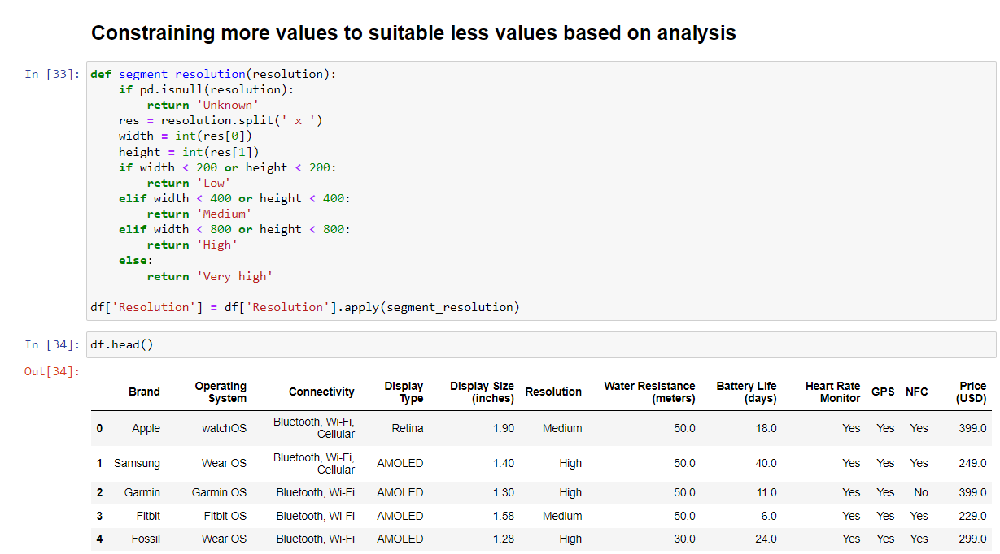 Constraining more values to suitable less values based on analysis
In [33]: def segment_resolution(resolution):
    if pd.isnull(resolution):
        return 'Unknown'
    res = resolution.split(' x ')
    width = int(res[0])
    height = int(res[1])
    if width < 200 or height < 200:
        return 'Low'
    elif width < 400 or height < 400:
        return 'Medium'
    elif width < 800 or height < 800:
        return 'High'
    else:
        return 'Very high'
df['Resolution'] = df['Resolution'].apply(segment_resolution)
In [34]: df.head()
Out[34]:
Brand Operating System Connectivity Display Type Display Size (inches) Resolution Water Resistance (meters) Battery Life (days) Heart Rate Monitor GPS NFC Price (USD)
0 Apple watchOS Bluetooth, Wi-Fi, Cellular Retina 1.90 Medium 50.0 18.0 Yes Yes Yes 399.0
1 Samsung Wear OS Bluetooth, Wi-Fi, Cellular AMOLED 1.40 High 50.0 40.0 Yes Yes Yes 249.0
2 Garmin Garmin OS Bluetooth, Wi-Fi AMOLED 1.30 High 50.0 11.0 Yes Yes No 399.0
3 Fitbit Fitbit OS Bluetooth, Wi-Fi AMOLED 1.58 Medium 50.0 6.0 Yes Yes Yes 229.0
4 Fossil Wear OS Bluetooth, Wi-Fi AMOLED 1.28 High 30.0 24.0 Yes Yes Yes 299.0